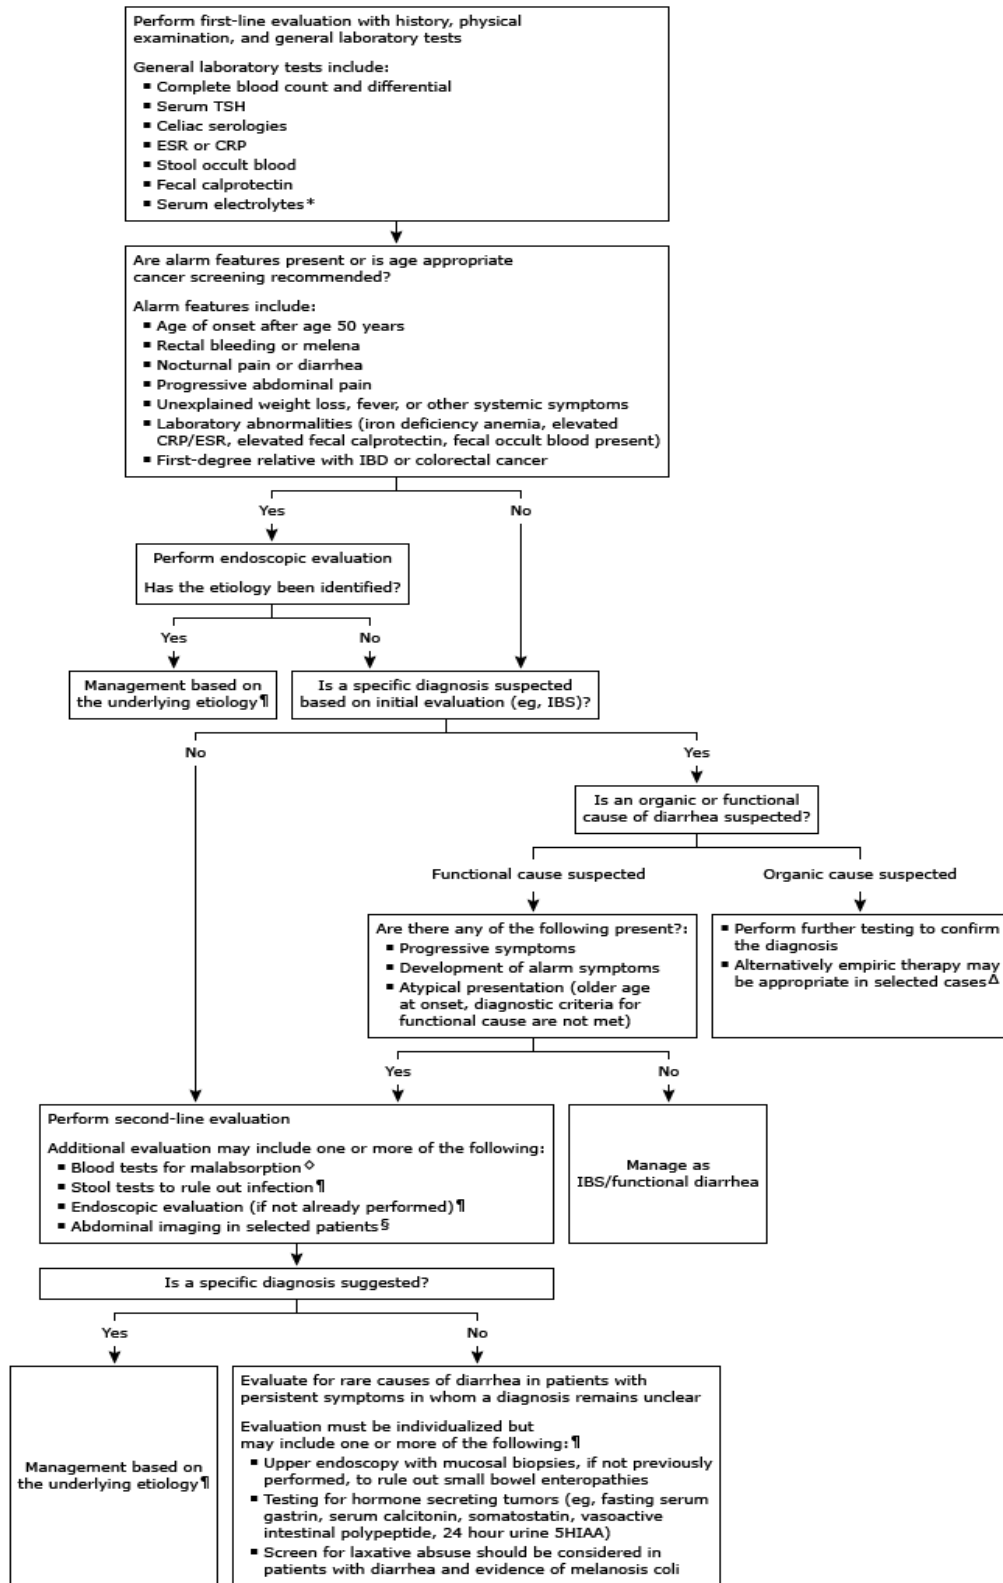 Perform first-line evaluation with history, physical
examination, and general laboratory tests
General laboratory tests include:
▪ Complete blood count and differential
▪ Serum TSH
▪ Celiac serologies
▪ ESR or CRP
▪ Stool occult blood
▪ Fecal calprotectin
▪ Serum electrolytes*
Are alarm features present or is age appropriate
cancer screening recommended?
Alarm features include:
▪ Age of onset after age 50 years
▪ Rectal bleeding or melena
▪ Nocturnal pain or diarrhea
▪ Progressive abdominal pain
▪ Unexplained weight loss, fever, or other systemic symptoms
▪ Laboratory abnormalities (iron deficiency anemia, elevated
CRP/ESR, elevated fecal calprotectin, fecal occult blood present)
▪ First-degree relative with IBD or colorectal cancer
Yes
No
Perform endoscopic evaluation
Has the etiology been identified?
Yes
No
Management based on
the underlying etiology¶
Is a specific diagnosis suspected
based on initial evaluation (eg, IBS)?
No
Yes
Is an organic or functional
cause of diarrhea suspected?
Functional cause suspected
Organic cause suspected
Are there any of the following present?:
▪ Progressive symptoms
▪ Development of alarm symptoms
▪ Atypical presentation (older age
at onset, diagnostic criteria for
functional cause are not met)
▪ Perform further testing to confirm
the diagnosis
▪ Alternatively empiric therapy may
be appropriate in selected casesΔ
Yes
No
Perform second-line evaluation
Additional evaluation may include one or more of the following:
▪ Blood tests for malabsorption◇
▪ Stool tests to rule out infection¶
▪ Endoscopic evaluation (if not already performed)¶
▪ Abdominal imaging in selected patients§
Manage as
IBS/functional diarrhea
Is a specific diagnosis suggested?
Yes
No
Management based on
the underlying etiology¶
Evaluate for rare causes of diarrhea in patients with
persistent symptoms in whom a diagnosis remains unclear
Evaluation must be individualized but
may include one or more of the following:¶
▪ Upper endoscopy with mucosal biopsies, if not previously
performed, to rule out small bowel enteropathies
▪ Testing for hormone secreting tumors (eg, fasting serum
gastrin, serum calcitonin, somatostatin, vasoactive
intestinal polypeptide, 24 hour urine 5HIAA)
▪ Screen for laxative absuse should be considered in
patients with diarrhea and evidence of melanosis coli